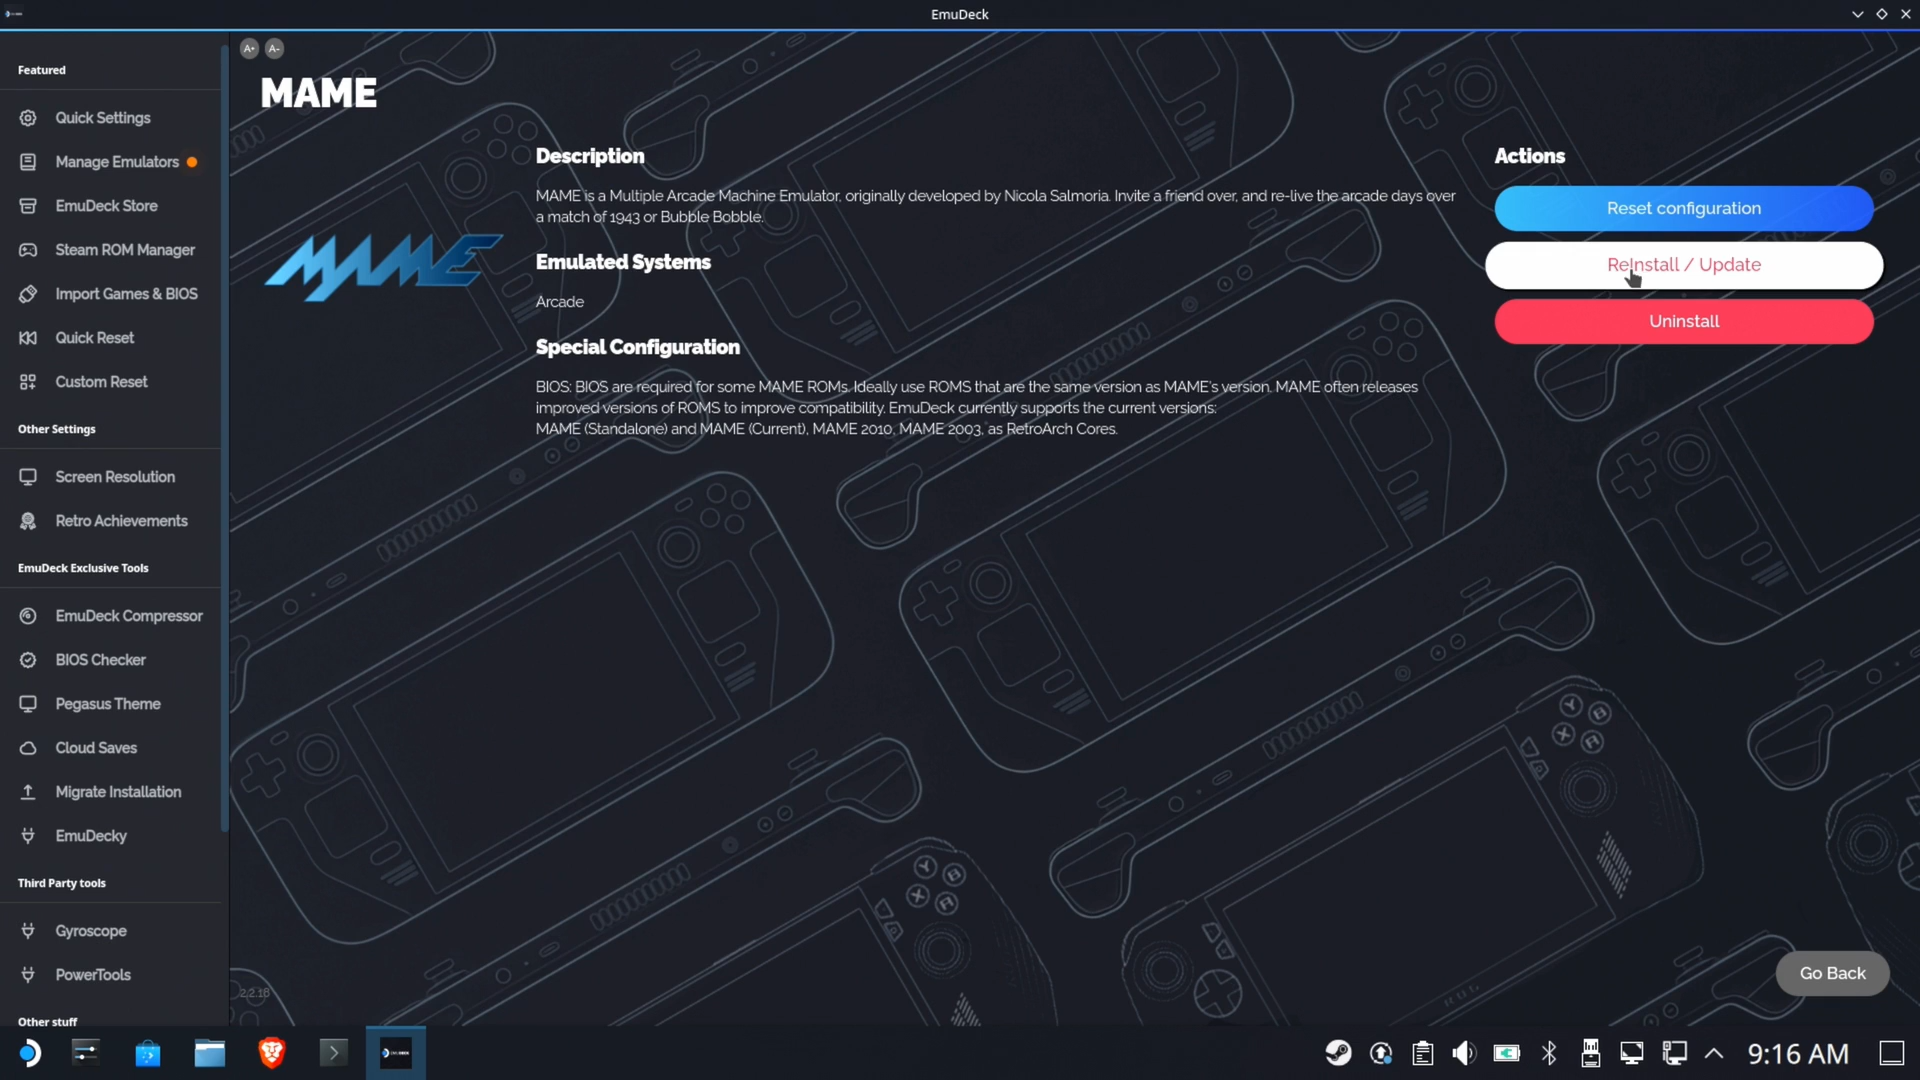 EmuDeck
A+ A-
Featured
Quick Settings
Manage Emulators
EmuDeck Store
Steam ROM Manager
Import Games & BIOS
Quick Reset
Custom Reset
Other Settings
Screen Resolution
Retro Achievements
EmuDeck Exclusive Tools
EmuDeck Compressor
BIOS Checker
Pegasus Theme
Cloud Saves
Migrate Installation
EmuDecky
Third Party tools
Gyroscope
PowerTools
Other stuff
MAME
MAME
Description
MAME is a Multiple Arcade Machine Emulator, originally developed by Nicola Salmoria. Invite a friend over, and re-live the arcade days over
a match of 1943 or Bubble Bobble.
Emulated Systems
Arcade
Special Configuration
BIOS: BIOS are required for some MAME ROMs. Ideally use ROMS that are the same version as MAME's version. MAME often releases
improved versions of ROMS to improve compatibility. EmuDeck currently supports the current versions:
MAME (Standalone) and MAME (Current), MAME 2010, MAME 2003, as RetroArch Cores.
Actions
Reset configuration
ReInstall / Update
Uninstall
Y B
X A
Y B
X A
2.2.18
Go Back
9:16 AM